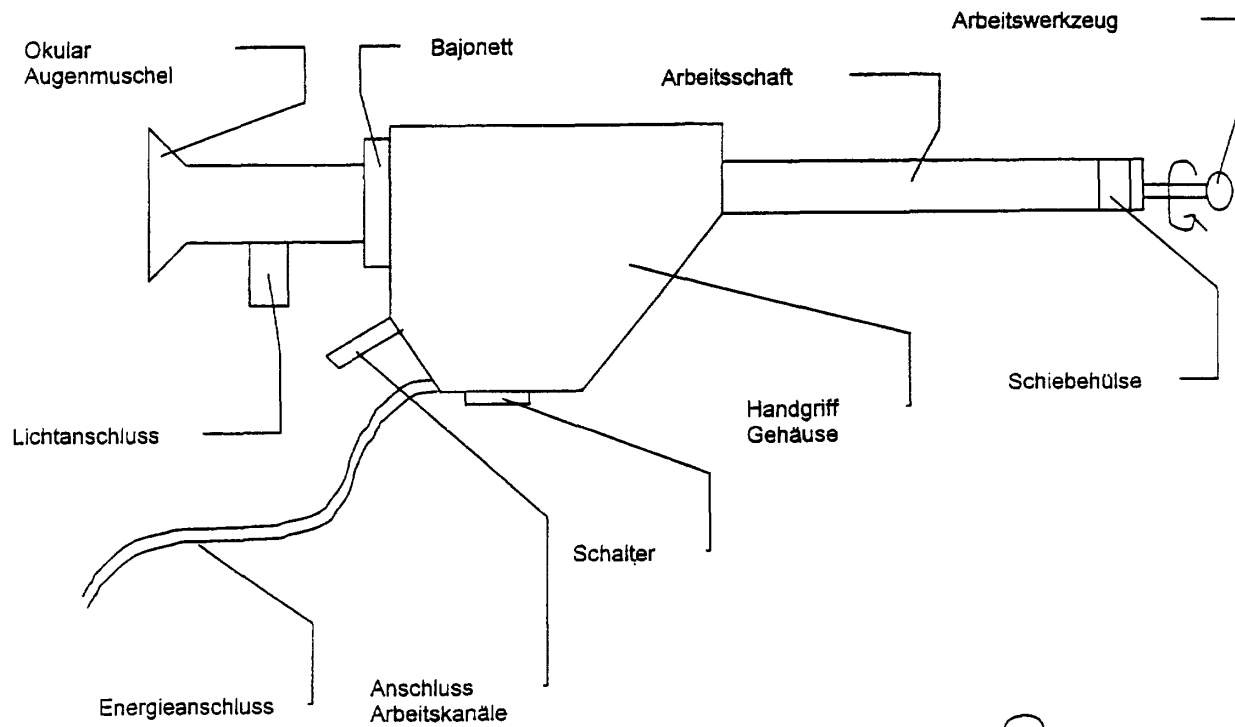 Arbeitswerkzeug
Okular
Augenmuschel
Bajonett
Arbeitsschaft
Schiebehülse
Handgriff
Gehäuse
Lichtanschluss
Schalter
Energieanschluss
Anschluss
Arbeitskanäle